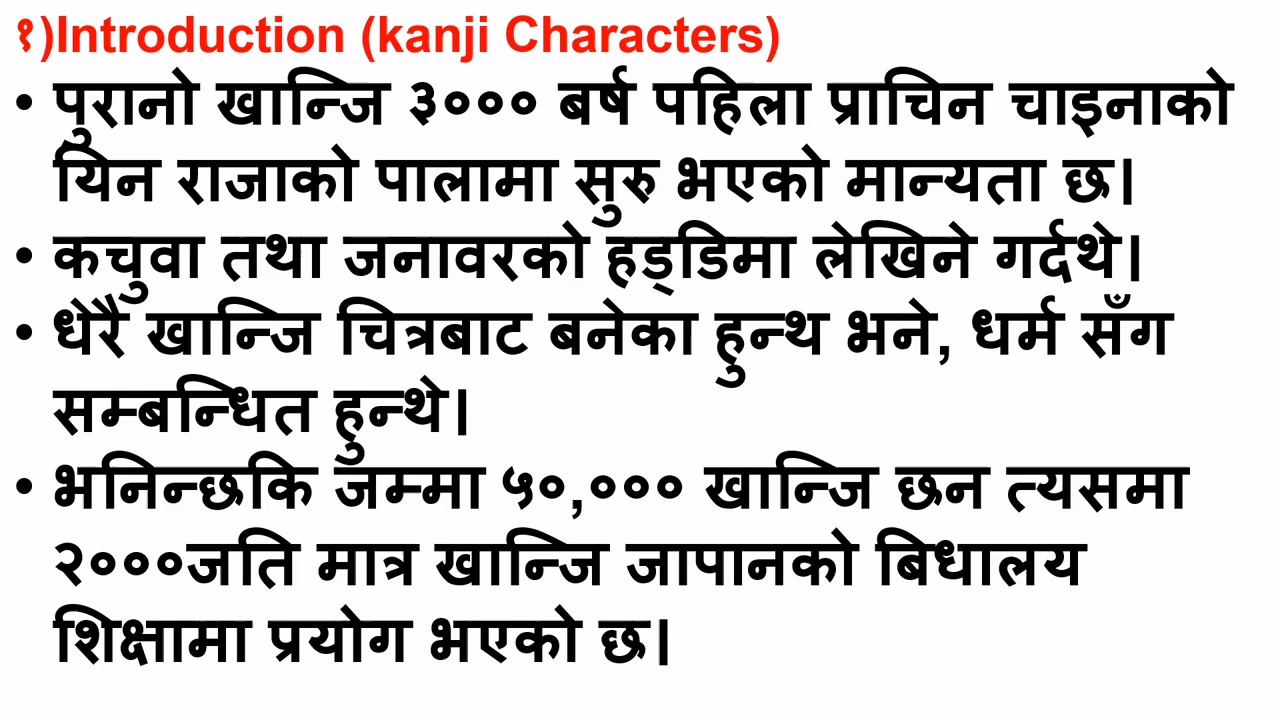 १)Introduction (kanji Characters)
• पुरानो खान्जि ३००० बर्ष पहिला प्राचिन चाइनाको
यिन राजाको पालामा सुरु भएको मान्यता छ।
• कचुवा तथा जनावरको हड्डिमा लेखिने गर्दथे।
• धेरै खान्जि चित्रबाट बनेका हुन्थ भने, धर्म सँग
सम्बन्धित हुन्थे।
• भनिन्छकि जम्मा ५०,००० खान्जि छन त्यसमा
२०००जति मात्र खान्जि जापानको बिधालय
शिक्षामा प्रयोग भएको छ।